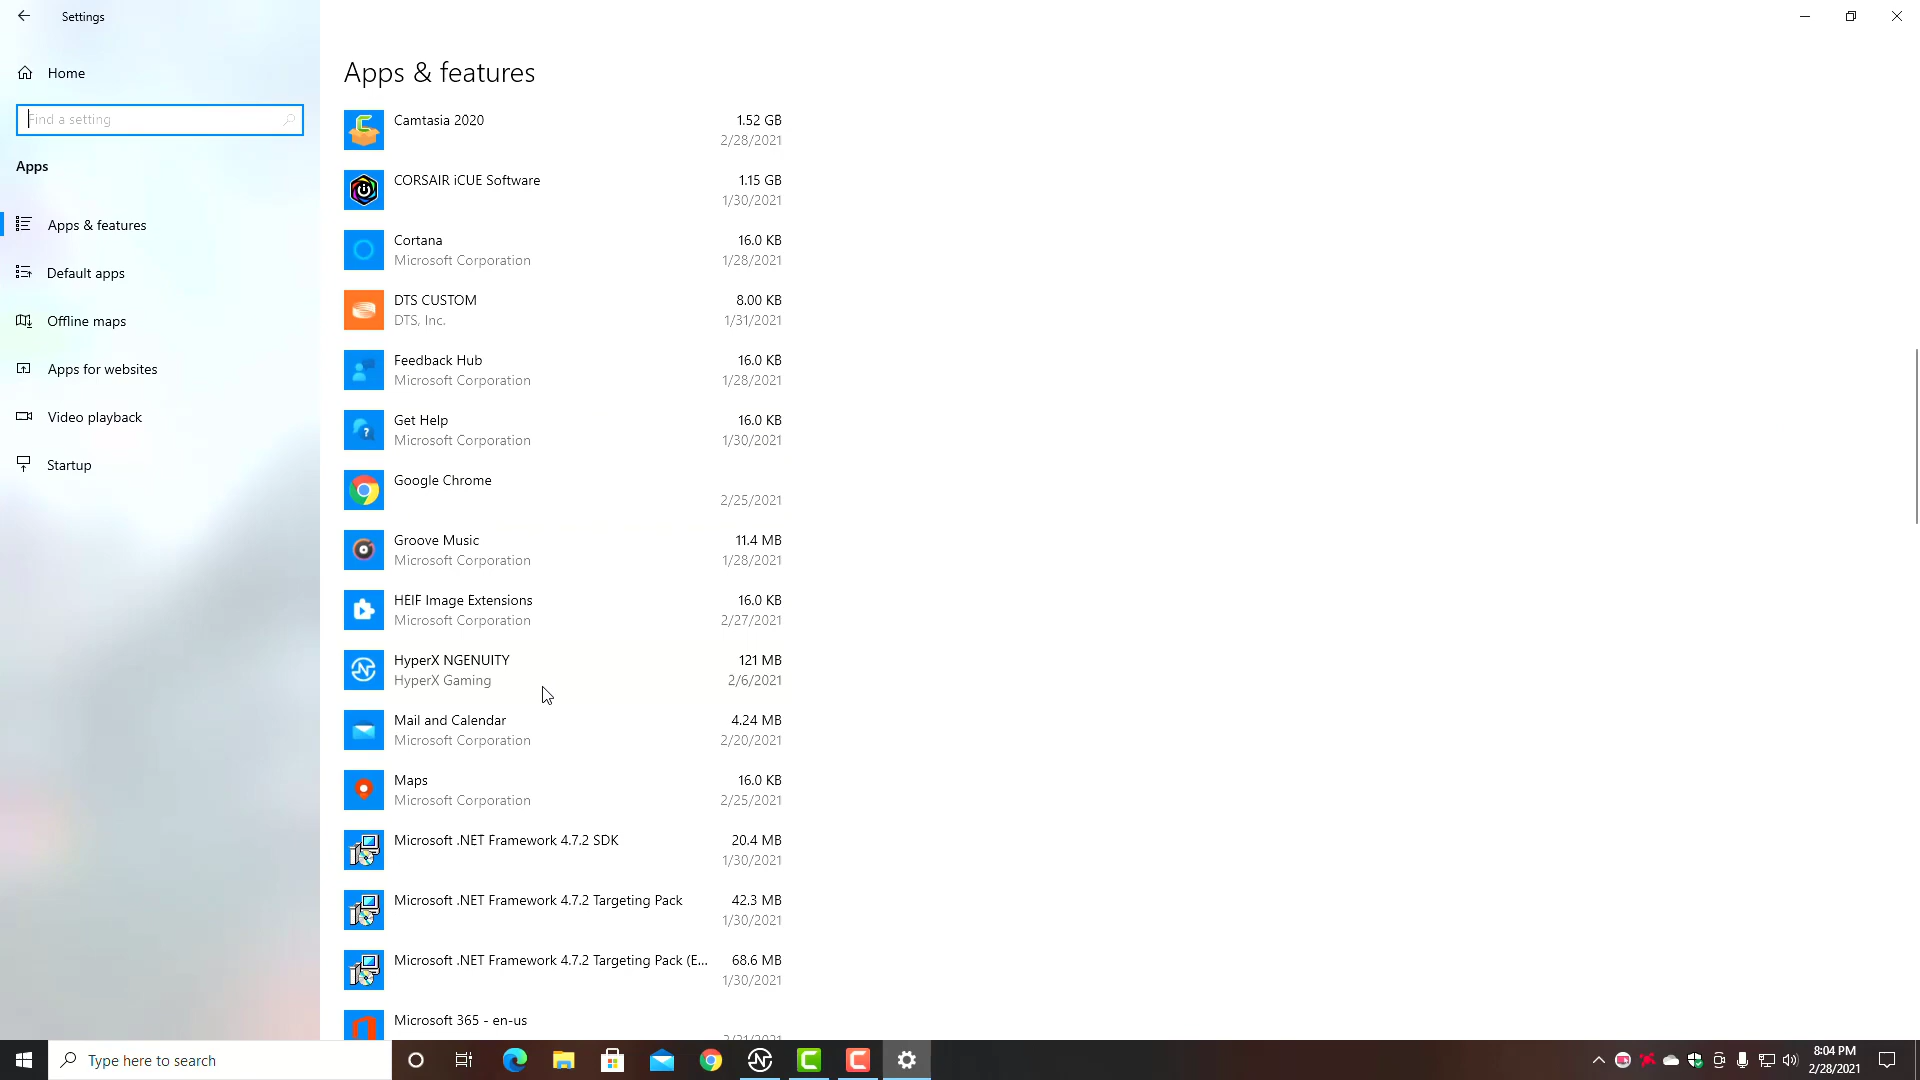 Settings
Home
Find a setting
Apps
Apps & features
Default apps
Offline maps
Apps for websites
Video playback
Startup
Apps & features
Camtasia 2020 1.52 GB
2/28/2021
CORSAIR iCUE Software 1.15 GB
1/30/2021
Cortana 16.0 KB
Microsoft Corporation 1/28/2021
DTS CUSTOM 8.00 KB
DTS, Inc. 1/31/2021
Feedback Hub 16.0 KB
Microsoft Corporation 1/28/2021
Get Help 16.0 KB
Microsoft Corporation 1/30/2021
Google Chrome
2/25/2021
Groove Music 11.4 MB
Microsoft Corporation 1/28/2021
HEIF Image Extensions 16.0 KB
Microsoft Corporation 2/27/2021
HyperX NGENUITY 121 MB
HyperX Gaming 2/6/2021
Mail and Calendar 4.24 MB
Microsoft Corporation 2/20/2021
Maps 16.0 KB
Microsoft Corporation 2/25/2021
Microsoft .NET Framework 4.7.2 SDK 20.4 MB
1/30/2021
Microsoft .NET Framework 4.7.2 Targeting Pack 42.3 MB
1/30/2021
Microsoft .NET Framework 4.7.2 Targeting Pack (E... 68.6 MB
1/30/2021
Microsoft 365 - en-us
Type here to search
8:04 PM
2/28/2021